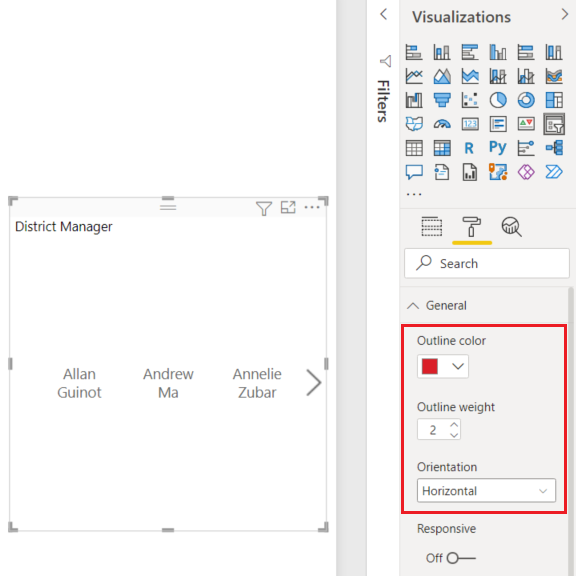 District Manager
Allan
Guinot
Andrew
Ma
Annelie
Zubar
Filters
Visualizations
123
R
Py
Search
General
Outline color
Outline weight
2
Orientation
Horizontal
Responsive
Off